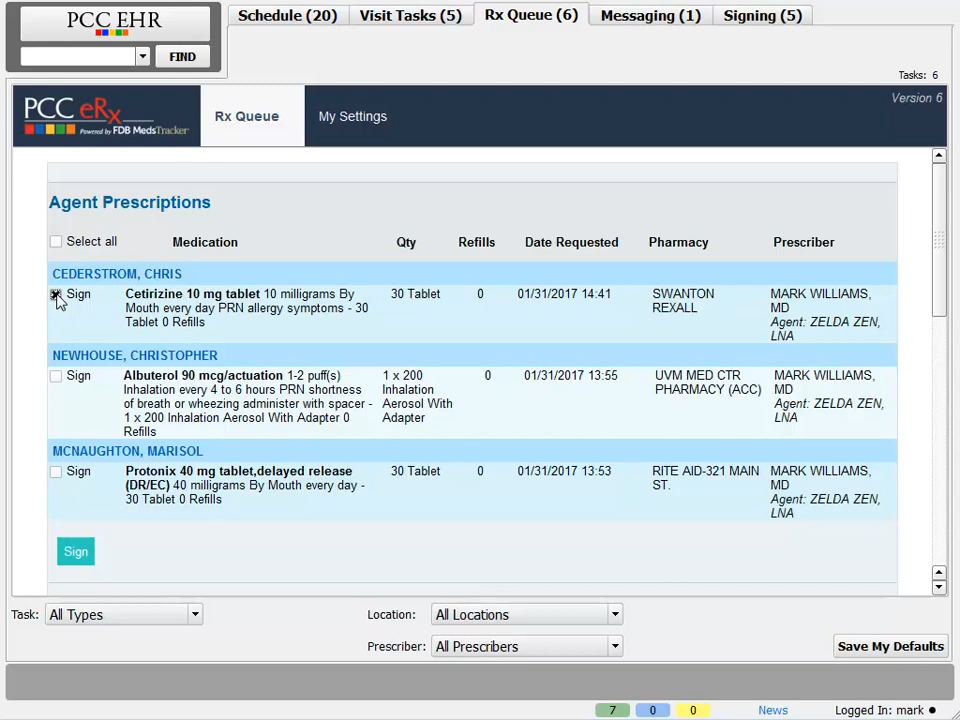 PCC EHR
FIND
Schedule (20)
Visit Tasks (5)
Rx Queue (6)
Messaging (1)
Signing (5)
Tasks: 6
PCC eRx
Powered by FDB MedsTracker
Rx Queue
My Settings
Version 6
Agent Prescriptions
Select all
Medication
Qty
Refills
Date Requested
Pharmacy
Prescriber
CEDERSTROM, CHRIS
Sign
Cetirizine 10 mg tablet 10 milligrams By
Mouth every day PRN allergy symptoms - 30
Tablet 0 Refills
30 Tablet
0
01/31/2017 14:41
SWANTON
REXALL
MARK WILLIAMS,
MD
Agent: ZELDA ZEN,
LNA
NEWHOUSE, CHRISTOPHER
Sign
Albuterol 90 mcg/actuation 1-2 puff(s)
Inhalation every 4 to 6 hours PRN shortness
of breath or wheezing administer with spacer -
1 x 200 Inhalation Aerosol With Adapter 0
Refills
1 x 200
Inhalation
Aerosol With
Adapter
0
01/31/2017 13:55
UVM MED CTR
PHARMACY (ACC)
MARK WILLIAMS,
MD
Agent: ZELDA ZEN,
LNA
MCNAUGHTON, MARISOL
Sign
Protonix 40 mg tablet,delayed release
(DR/EC) 40 milligrams By Mouth every day -
30 Tablet 0 Refills
30 Tablet
0
01/31/2017 13:53
RITE AID-321 MAIN
ST.
MARK WILLIAMS,
MD
Agent: ZELDA ZEN,
LNA
Sign
Task: All Types
Location: All Locations
Prescriber: All Prescribers
Save My Defaults
7
0
0
News
Logged In: mark